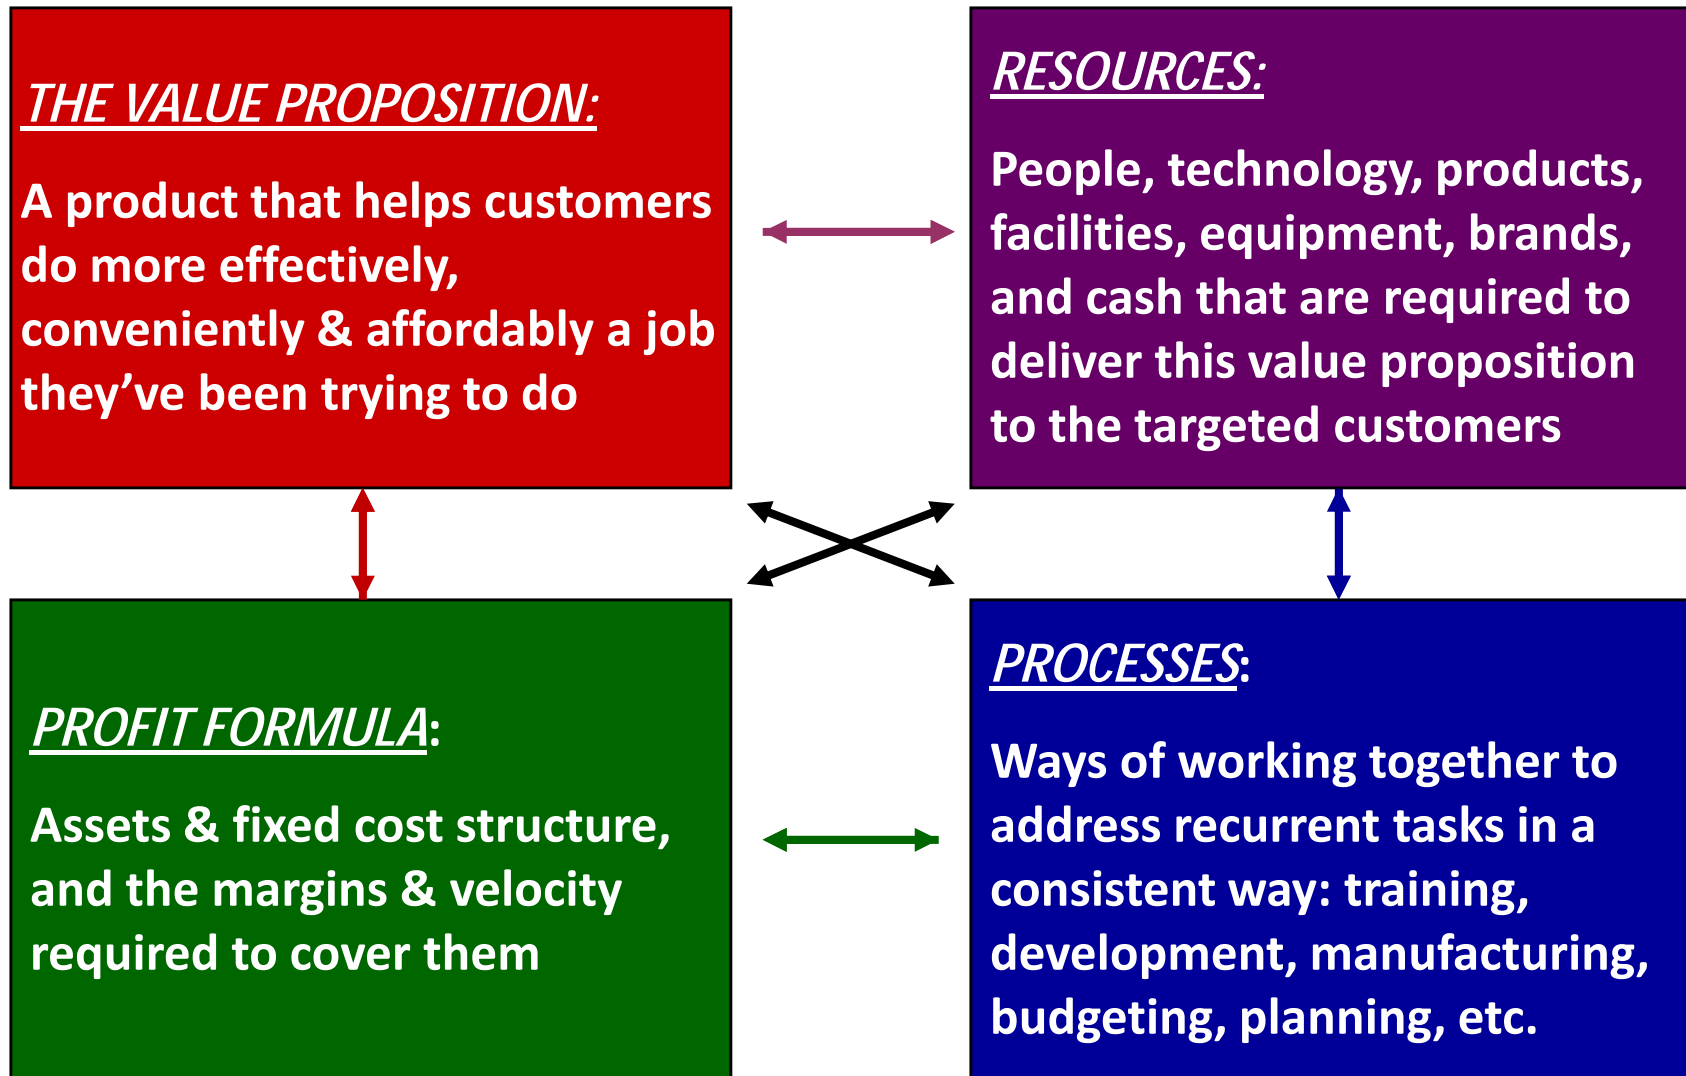 THE VALUE PROPOSITION:
A product that helps customers
do more effectively,
conveniently & affordably a job
they’ve been trying to do
RESOURCES:
People, technology, products,
facilities, equipment, brands,
and cash that are required to
deliver this value proposition
to the targeted customers
PROFIT FORMULA:
Assets & fixed cost structure,
and the margins & velocity
required to cover them
PROCESSES:
Ways of working together to
address recurrent tasks in a
consistent way: training,
development, manufacturing,
budgeting, planning, etc.